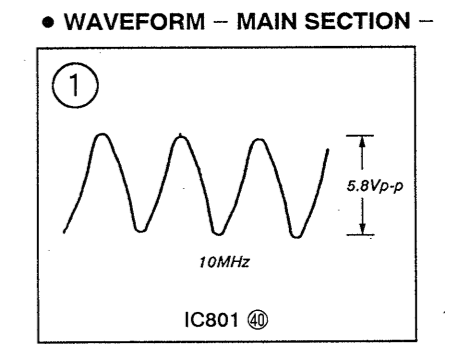 ● WAVEFORM – MAIN SECTION –
①
5.8Vp-p
10MHz
IC801 ㊵